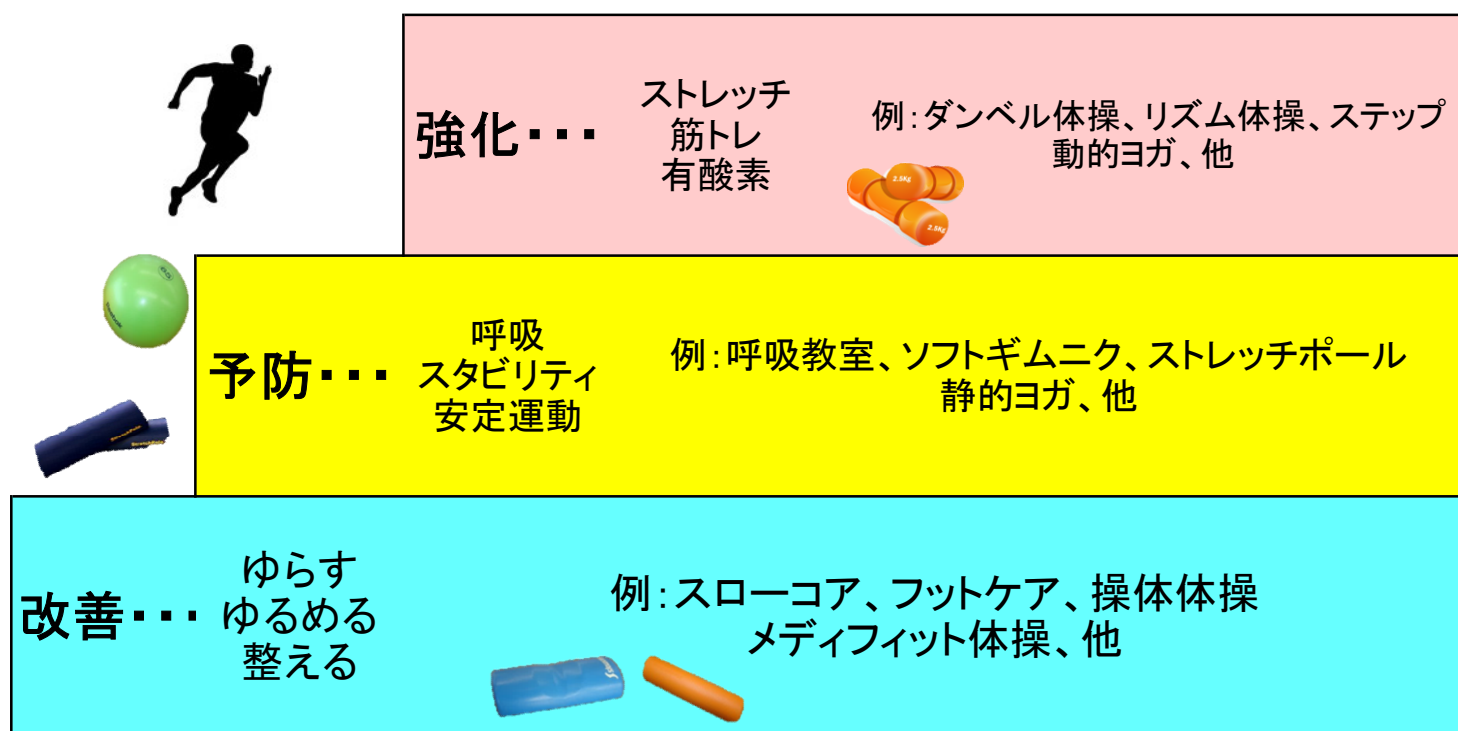 強化・・・
ストレッチ
筋トレ
有酸素
例：ダンベル体操、リズム体操、ステップ
動的ヨガ、他
2.5Kg
2.5Kg
予防・・・
呼吸
スタビリティ
安定運動
例：呼吸教室、ソフトギムニク、ストレッチポール
静的ヨガ、他
改善・・・
ゆらす
ゆるめる
整える
例：スローコア、フットケア、操体体操
メディフィット体操、他